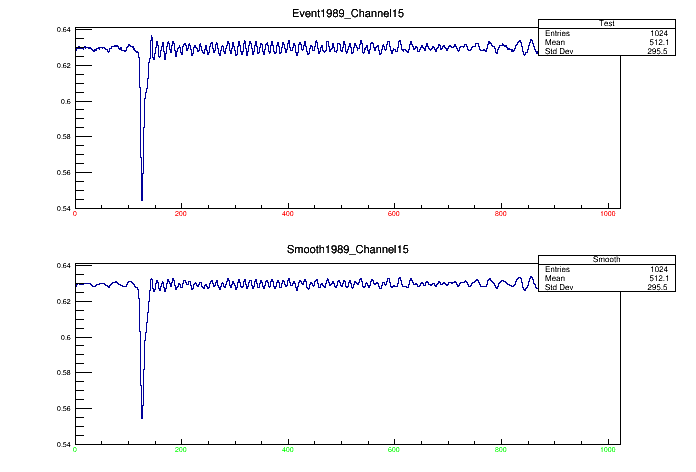 Event1989_Channel15
Test
Entries 1024
Mean 512.1
Std Dev 295.5
0.64
0.62
0.6
0.58
0.56
0.54
0 200 400 600 800 1000
Smooth1989_Channel15
Smooth
Entries 1024
Mean 512.1
Std Dev 295.5
0.64
0.62
0.6
0.58
0.56
0.54
0 200 400 600 800 1000